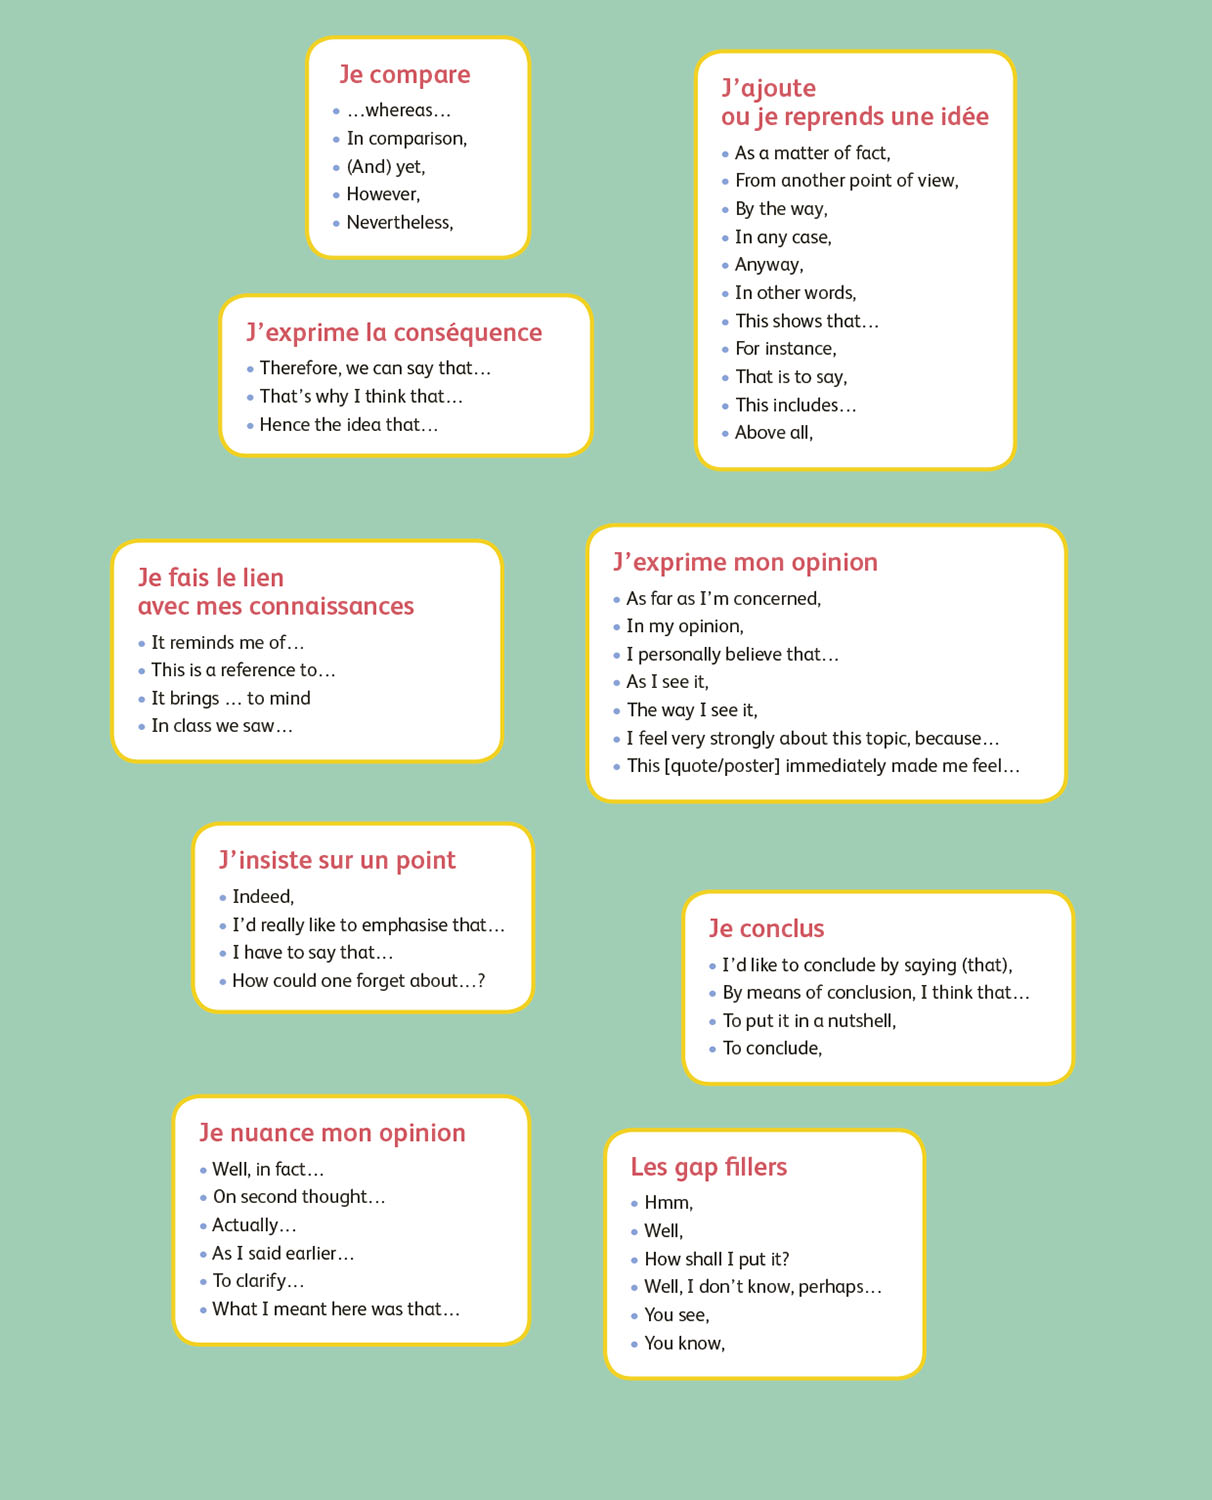 Je compare
• …whereas…
• In comparison,
• (And) yet,
• However,
• Nevertheless,
J’ajoute
ou je reprends une idée
• As a matter of fact,
• From another point of view,
• By the way,
• In any case,
• Anyway,
• In other words,
• This shows that…
• For instance,
• That is to say,
• This includes…
• Above all,
J’exprime la conséquence
• Therefore, we can say that…
• That’s why I think that…
• Hence the idea that…
Je fais le lien
avec mes connaissances
• It reminds me of…
• This is a reference to…
• It brings … to mind
• In class we saw…
J’exprime mon opinion
• As far as I’m concerned,
• In my opinion,
• I personally believe that…
• As I see it,
• The way I see it,
• I feel very strongly about this topic, because…
• This [quote/poster] immediately made me feel…
J’insiste sur un point
• Indeed,
• I’d really like to emphasise that…
• I have to say that…
• How could one forget about…?
Je conclus
• I’d like to conclude by saying (that),
• By means of conclusion, I think that…
• To put it in a nutshell,
• To conclude,
Je nuance mon opinion
• Well, in fact…
• On second thought…
• Actually…
• As I said earlier…
• To clarify…
• What I meant here was that…
Les gap fillers
• Hmm,
• Well,
• How shall I put it?
• Well, I don’t know, perhaps…
• You see,
• You know,